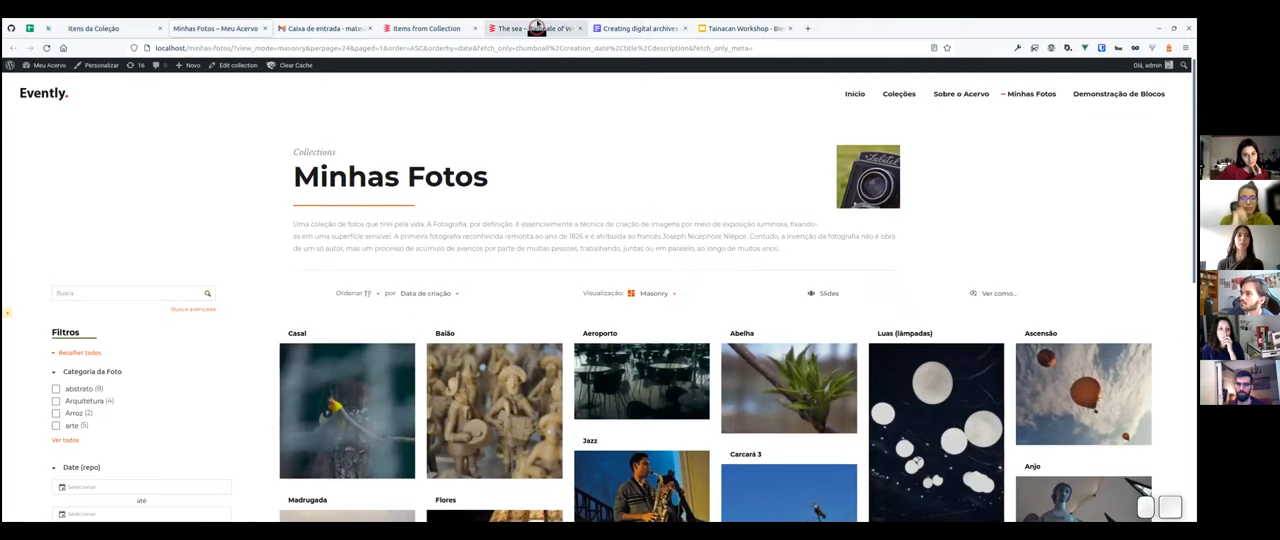 Itens da Coleção
Minhas Fotos – Meu Acervo
Caixa de entrada - mateu
Items from Collection
The sea –
Creating digital archives
Tainacan Workshop - Bie
localhost/minhas-fotos/?view_mode=masonry&perpage=24&paged=1&order=ASC&orderby=date&fetch_only=thumbnail%2Ccreation_date%2Ctitle%2Cdescription&fetch_only_meta=
Meu Acervo
Personalizar
16
0
Novo
Edit collection
Clear Cache
Olá, admin
Evently.
Início
Coleções
Sobre o Acervo
Minhas Fotos
Demonstração de Blocos
Collections
Minhas Fotos
Uma coleção de fotos que tirei pela vida. A Fotografia, por definição, é essencialmente a técnica de criação de imagens por meio de exposição luminosa, fixando-
as em uma superfície sensível. A primeira fotografia reconhecida remonta ao ano de 1826 e é atribuída ao francês Joseph Nicéphore Niépce. Contudo, a invenção da fotografia não é obra
de um só autor, mas um processo de acúmulo de avanços por parte de muitas pessoas, trabalhando, juntas ou em paralelo, ao longo de muitos anos.
Busca
Busca avançada
Ordenar
por
Data de criação
Visualização:
Masonry
Slides
Ver como...
Filtros
Recolher todos
Categoria da Foto
abstrato (8)
Arquitetura (4)
Arroz (2)
arte (5)
Ver todos
Date (repo)
Selecionar
até
Selecionar
Casal
Baião
Aeroporto
Abelha
Luas (lâmpadas)
Ascensão
Jazz
Carcará 3
Anjo
Madrugada
Flores